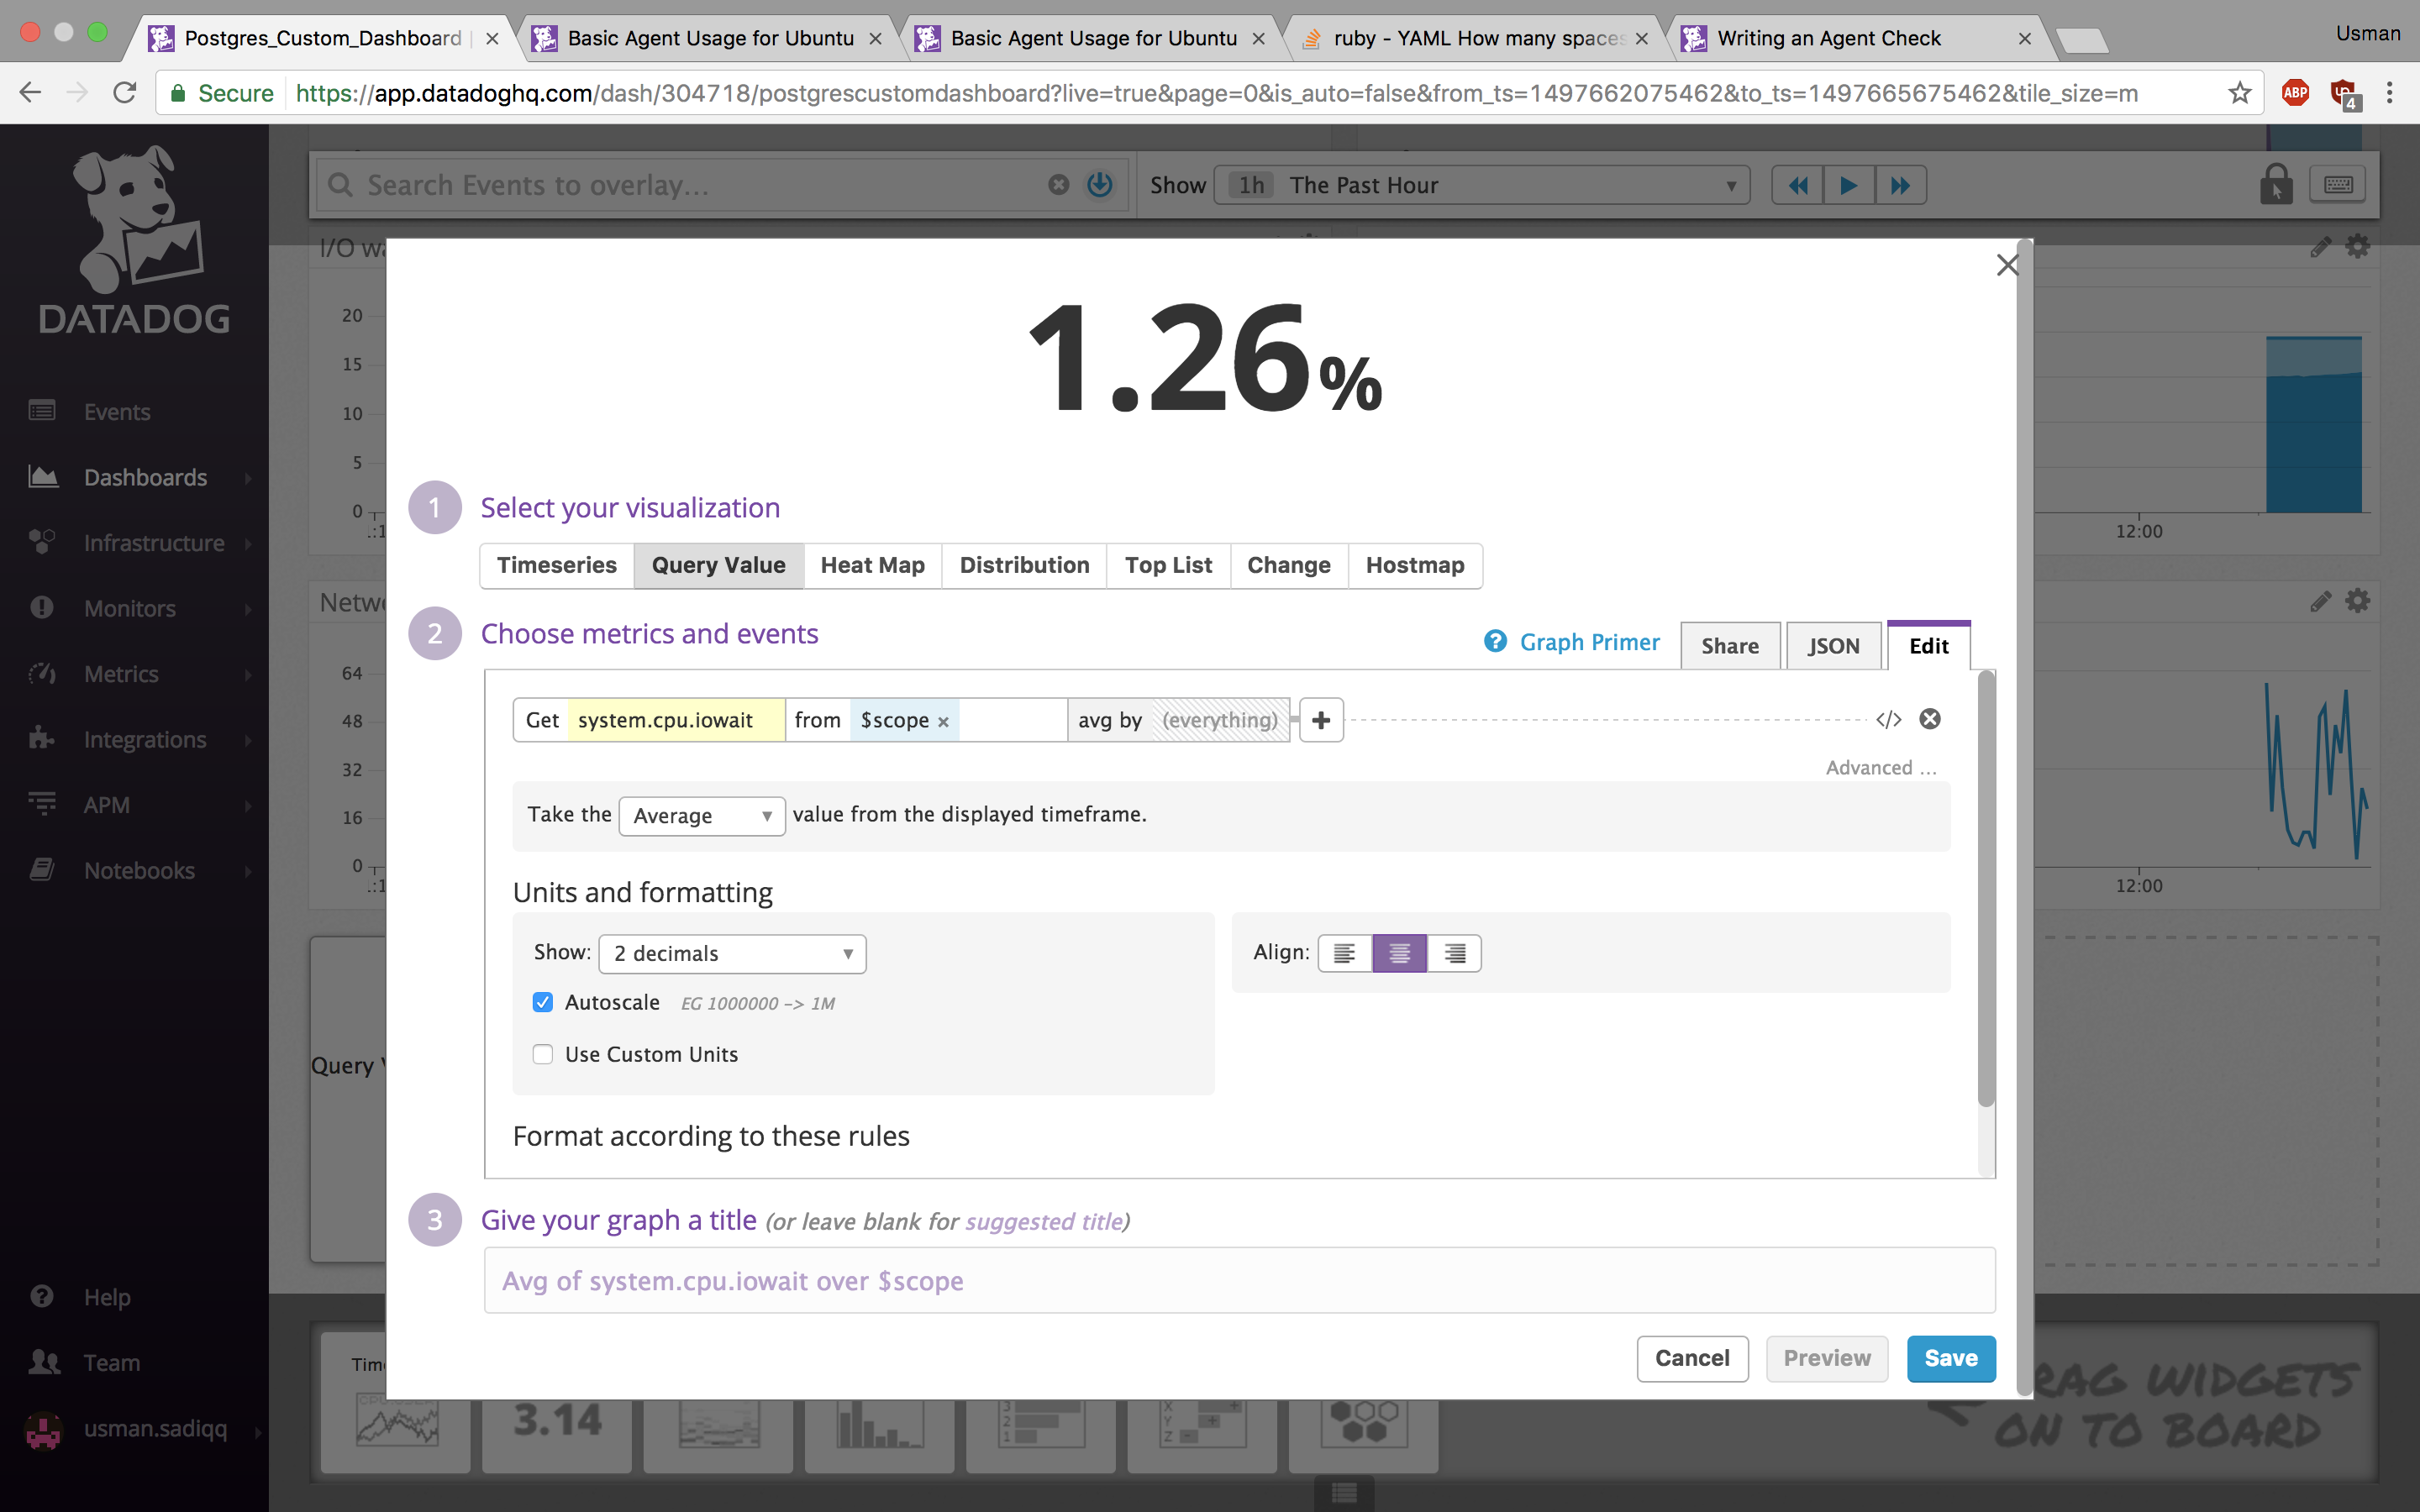 Postgres_Custom_Dashboard
Basic Agent Usage for Ubuntu
Basic Agent Usage for Ubuntu
ruby - YAML How many spaces
Writing an Agent Check
Usman
Secure
https://app.datadoghq.com/dash/304718/postgrescustomdashboard?live=true&page=0&is_auto=false&from_ts=1497662075462&to_ts=1497665675462&tile_size=m
ABP
4
DATADOG
Events
Dashboards
Infrastructure
Monitors
Metrics
Integrations
APM
Notebooks
Help
Team
usman.sadiqq
Search Events to overlay...
Show
1h The Past Hour
I/O wa
20
15
10
5
0
12:00
Netwo
64
48
32
16
0
12:00
Query V
1.26%
1 Select your visualization
Timeseries Query Value Heat Map Distribution Top List Change Hostmap
2 Choose metrics and events
? Graph Primer Share JSON Edit
Get system.cpu.iowait from $scope × avg by (everything) +
</>
Advanced ...
Take the Average value from the displayed timeframe.
Units and formatting
Show: 2 decimals
Align:
Autoscale EG 1000000 -> 1M
Use Custom Units
Format according to these rules
3 Give your graph a title (or leave blank for suggested title)
Avg of system.cpu.iowait over $scope
Cancel Preview Save
Tim
3.14
3
2
1
X
Y
Z
RAG WIDGETS
ON TO BOARD